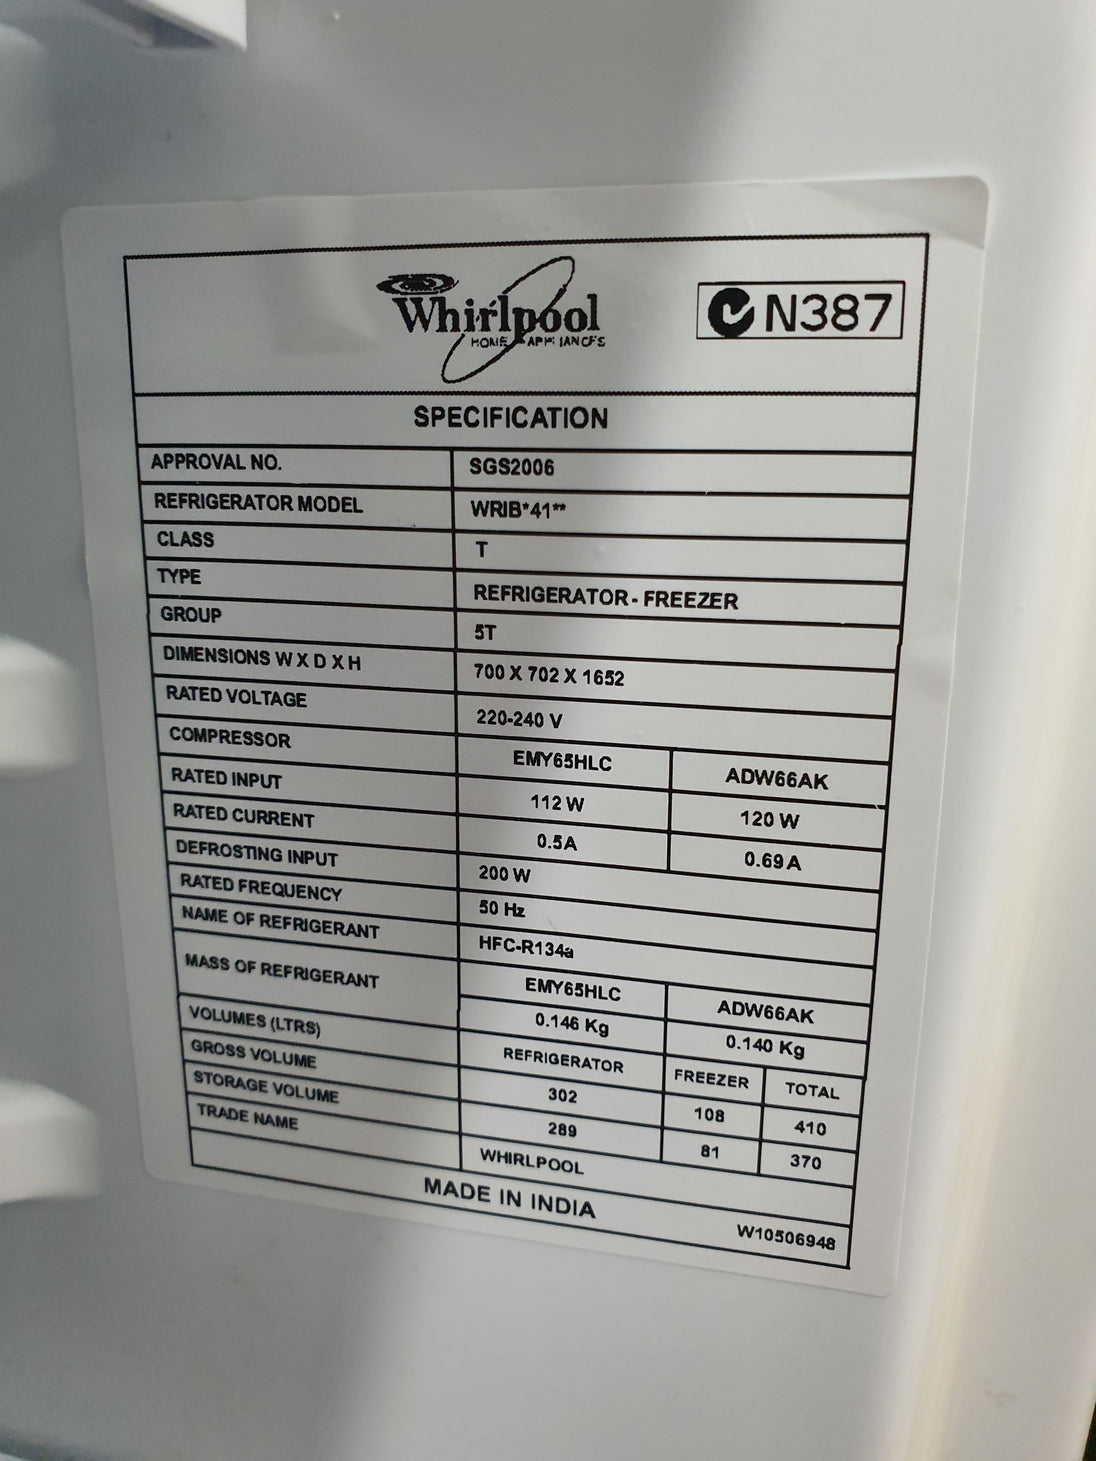 Whirlpool
HOME APPLIANCES
N387
SPECIFICATION
APPROVAL NO. SGS2006
REFRIGERATOR MODEL WRIB*41**
CLASS T
TYPE REFRIGERATOR - FREEZER
GROUP 5T
DIMENSIONS W X D X H 700 X 702 X 1652
RATED VOLTAGE 220-240 V
COMPRESSOR EMY65HLC ADW66AK
RATED INPUT 112 W 120 W
RATED CURRENT 0.5A 0.69 A
DEFROSTING INPUT 200 W
RATED FREQUENCY 50 Hz
NAME OF REFRIGERANT HFC-R134a
MASS OF REFRIGERANT EMY65HLC ADW66AK
0.146 Kg 0.140 Kg
VOLUMES (LTRS) REFRIGERATOR FREEZER TOTAL
GROSS VOLUME 302 108 410
STORAGE VOLUME 289 81 370
TRADE NAME WHIRLPOOL
MADE IN INDIA
W10506948